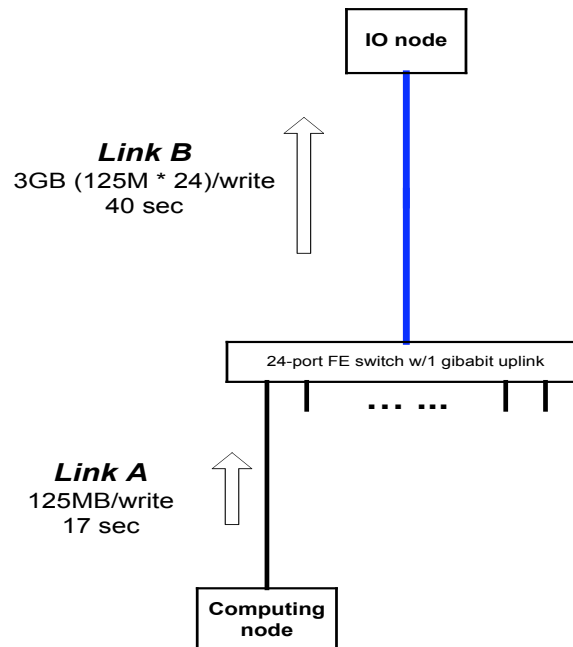 IO node
Link B
3GB (125M * 24)/write
40 sec
24-port FE switch w/1 gibabit uplink
... ...
Link A
125MB/write
17 sec
Computing
node